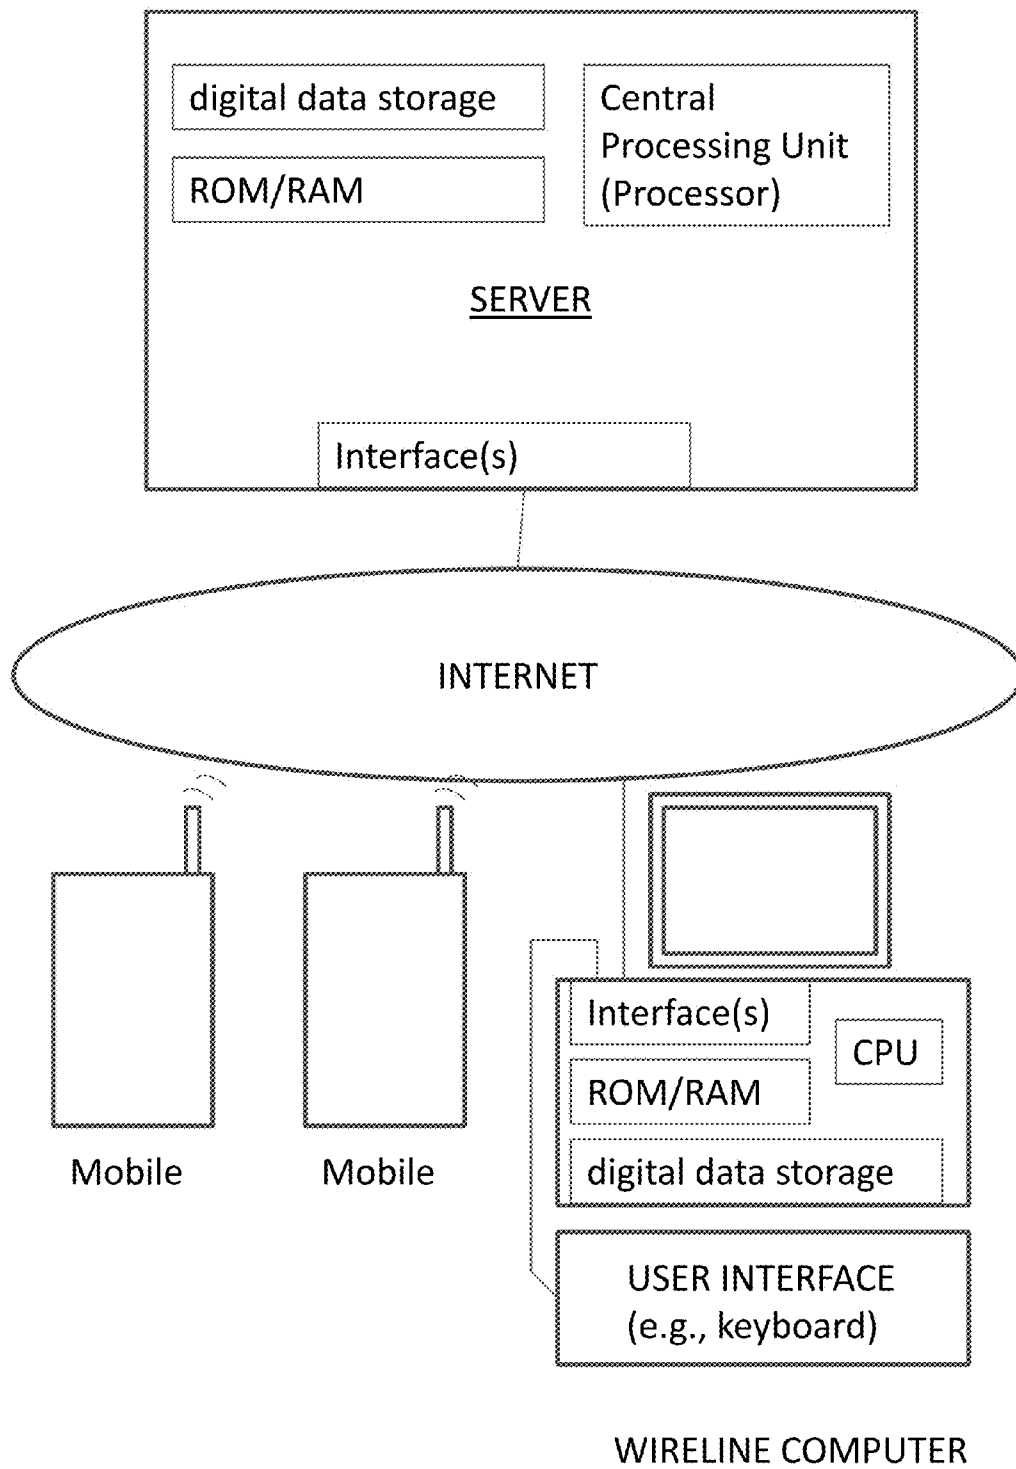 digital data storage
ROM/RAM
Central
Processing Unit
(Processor)
SERVER
Interface(s)
INTERNET
Mobile
Mobile
Interface(s)
CPU
ROM/RAM
digital data storage
USER INTERFACE
(e.g., keyboard)
WIRELINE COMPUTER